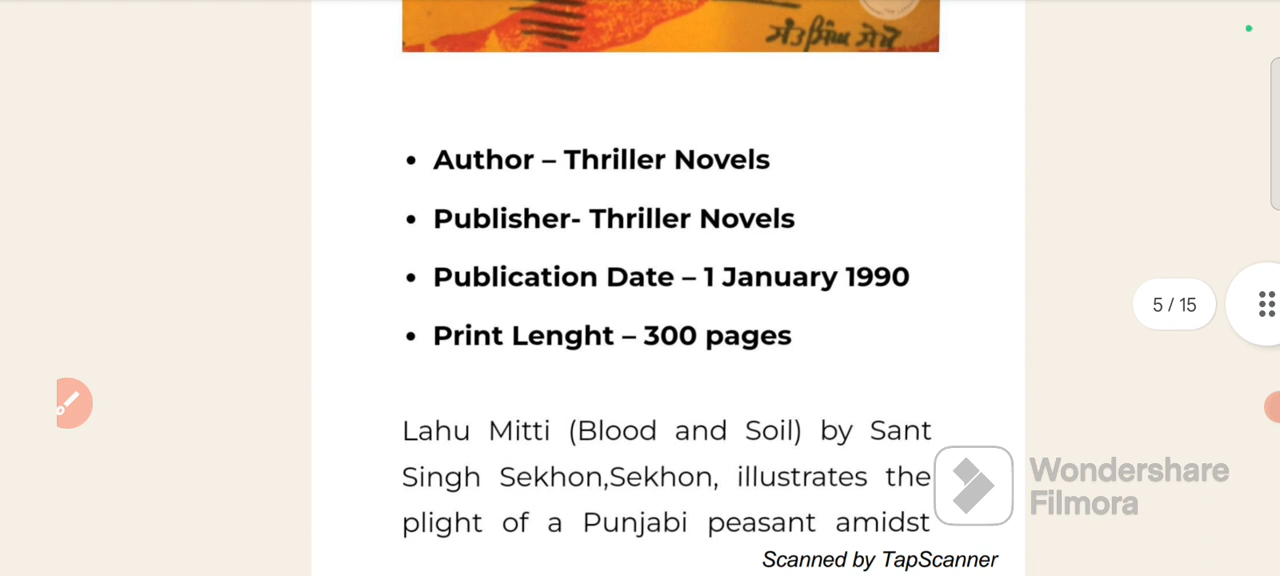 ਸੰਤ ਸਿੰਘ ਸੇਖੋਂ
• Author – Thriller Novels
• Publisher- Thriller Novels
• Publication Date – 1 January 1990
• Print Lenght – 300 pages
5 / 15
Lahu Mitti (Blood and Soil) by Sant
Singh Sekhon,Sekhon, illustrates the
plight of a Punjabi peasant amidst
Wondershare
Filmora
Scanned by TapScanner